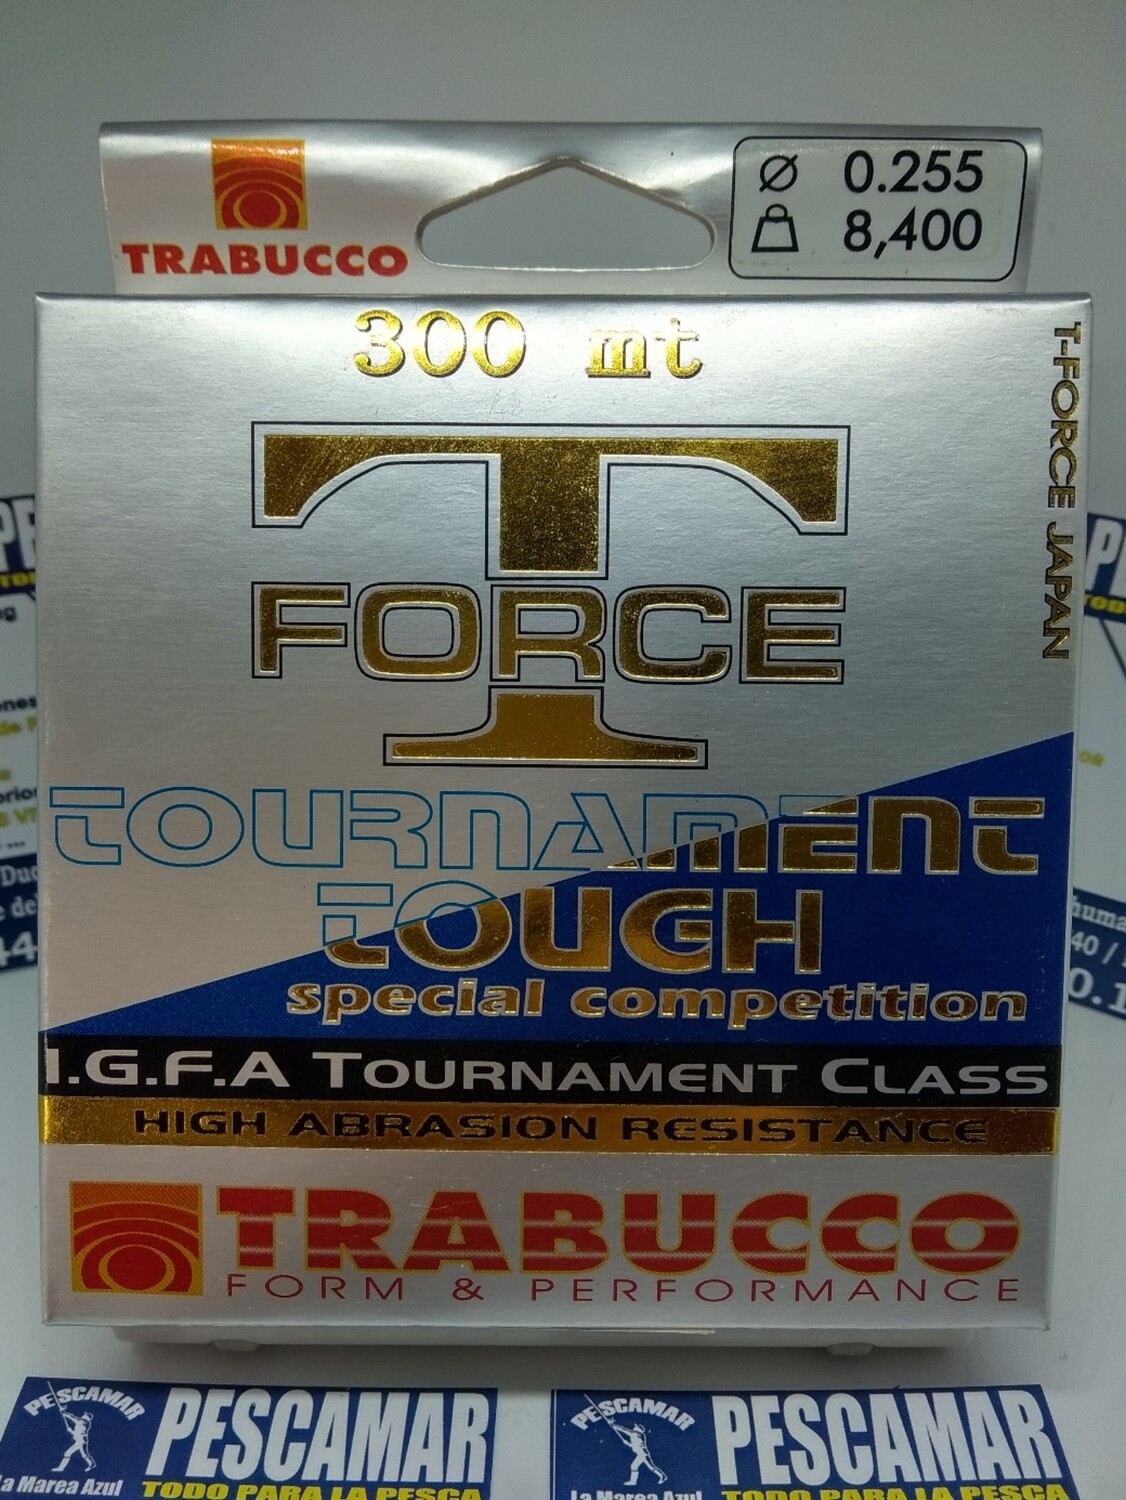 TRABUCCO
Ø 0.255
8,400
300 mt
T-FORCE JAPAN
T
FORCE
TOURNAMENT
TOUGH
special competition
I.G.F.A TOURNAMENT CLASS
HIGH ABRASION RESISTANCE
TRABUCCO
FORM & PERFORMANCE
PESCAMAR
PESCAMAR
La Marea Azul
TODO PARA LA PESCA
PESCAMAR
PESCAMAR
La Marea Azul
TODO PARA LA PESCA